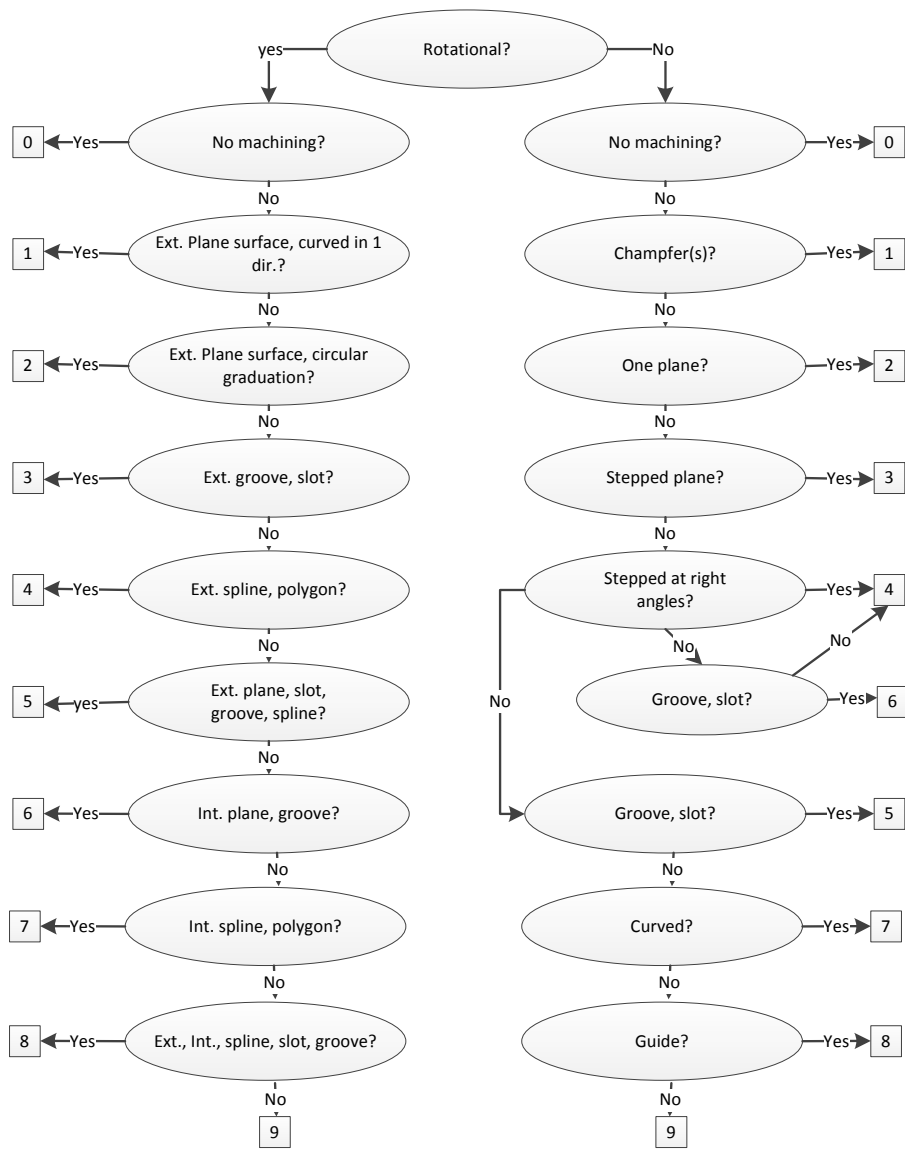 Rotational?
yes
No
No machining?
No machining?
0
Yes
Yes
0
No
No
Ext. Plane surface, curved in 1
dir.?
Champfer(s)?
1
Yes
Yes
1
No
No
Ext. Plane surface, circular
graduation?
One plane?
2
Yes
Yes
2
No
No
Ext. groove, slot?
Stepped plane?
3
Yes
Yes
3
No
No
Ext. spline, polygon?
Stepped at right
angles?
4
Yes
Yes
4
No
No
No
Ext. plane, slot,
groove, spline?
Groove, slot?
5
yes
No
Yes
6
No
Int. plane, groove?
Groove, slot?
6
Yes
Yes
5
No
No
Int. spline, polygon?
Curved?
7
Yes
Yes
7
No
No
Ext., Int., spline, slot, groove?
Guide?
8
Yes
Yes
8
No
No
9
9